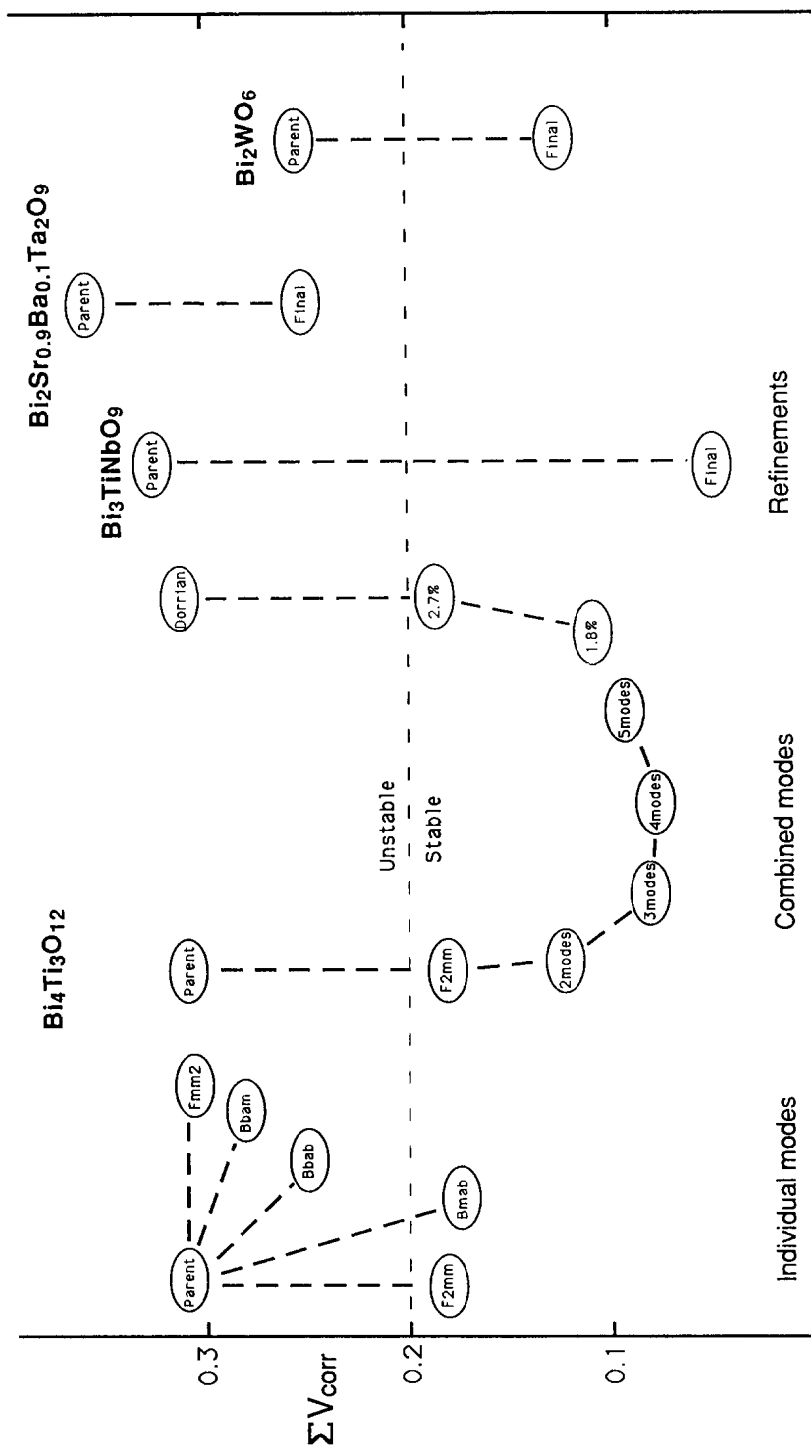 Bi4Ti3O12
Bi3TiNbO9
Bi2Sr0.9Ba0.1Ta2O9
Bi2WO6
ΣVcorr
0.3
0.2
0.1
Parent
Fmm2
Bbam
Bbab
Bmab
F2mm
Parent
F2mm
2modes
3modes
4modes
5modes
Unstable
Stable
Dorrian
2.7%
1.8%
Parent
Final
Parent
Final
Parent
Final
Individual modes
Combined modes
Refinements